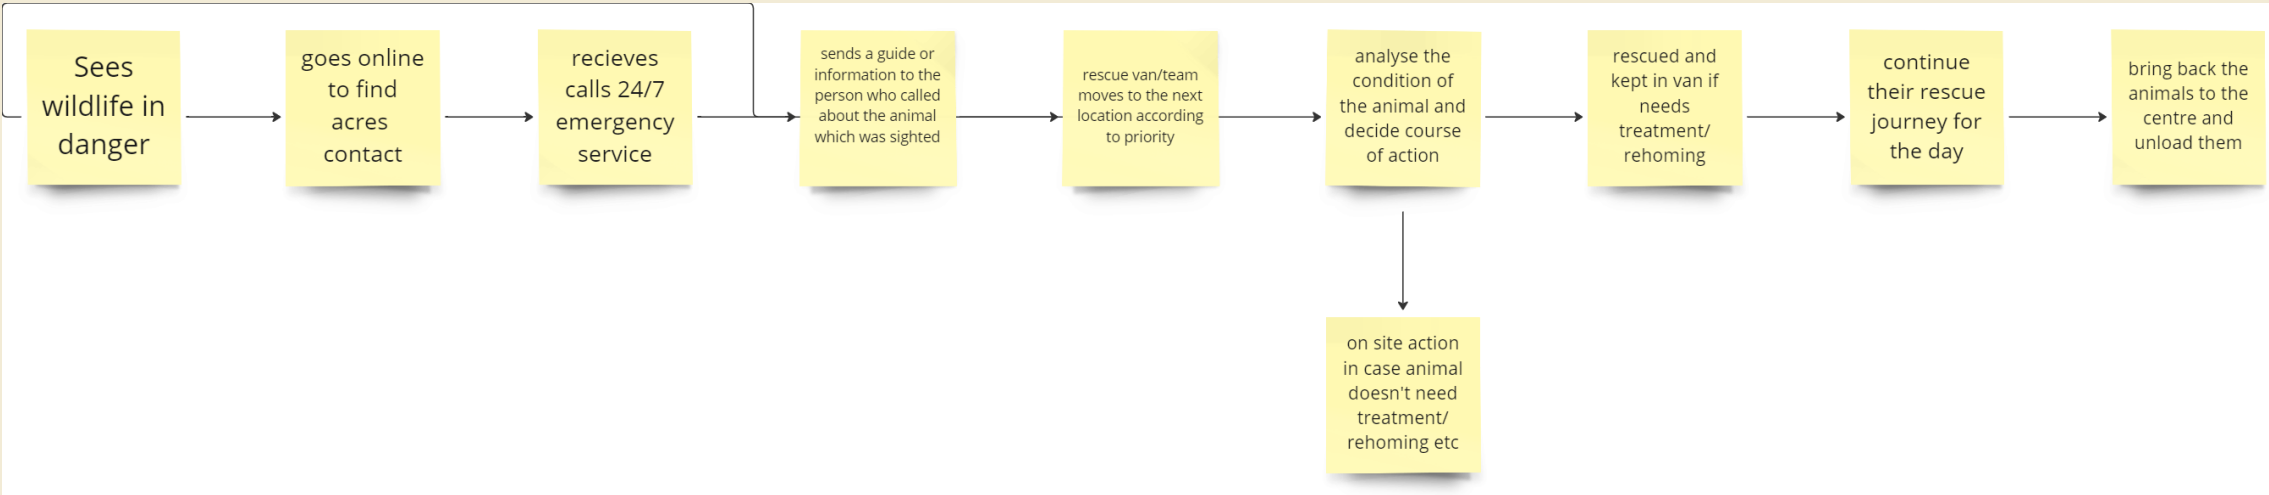 Sees
wildlife in
danger
goes online
to find
acres
contact
recieves
calls 24/7
emergency
service
sends a guide or
information to the
person who called
about the animal
which was sighted
rescue van/team
moves to the next
location according
to priority
analyse the
condition of
the animal and
decide course
of action
rescued and
kept in van if
needs
treatment/
rehoming
continue
their rescue
journey for
the day
bring back the
animals to the
centre and
unload them
on site action
in case animal
doesn't need
treatment/
rehoming etc